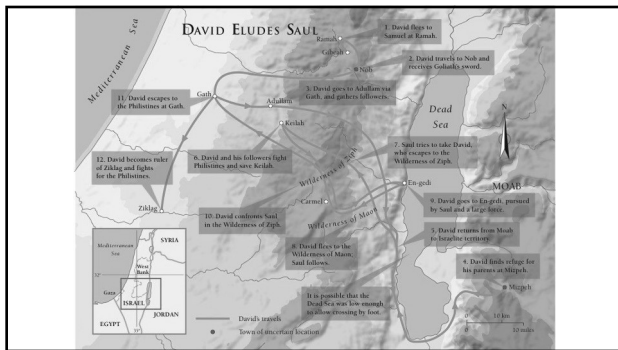 DAVID ELUDES SAUL
Mediterranean Sea
1. David flees to
Samuel at Ramah.
Ramah
Gibeah
Nob
2. David travels to Nob and
receives Goliath's sword.
3. David goes to Adullam via
Gath, and gathers followers.
11. David escapes to
the Philistines at Gath.
Gath
Adullam
Keilah
Dead
Sea
N
12. David becomes ruler
of Ziklag and fights
for the Philistines.
6. David and his followers fight
Philistines and save Keilah.
7. Saul tries to take David,
who escapes to the
Wilderness of Ziph.
Wilderness of Ziph
En-gedi
MOAB
Ziklag
Carmel
Wilderness of Maon
10. David confronts Saul
in the Wilderness of Ziph.
9. David goes to En-gedi, pursued
by Saul and a large force.
8. David flees to the
Wilderness of Maon;
Saul follows.
5. David returns from Moab
to Israelite territory.
4. David finds refuge for
his parents at Mizpeh.
Mizpeh
It is possible that the
Dead Sea was low enough
to allow crossing by foot.
Mediterranean
Sea
SYRIA
West
Bank
Gaza
ISRAEL
JORDAN
EGYPT
David's travels
Town of uncertain location
0 10 km
0 10 miles